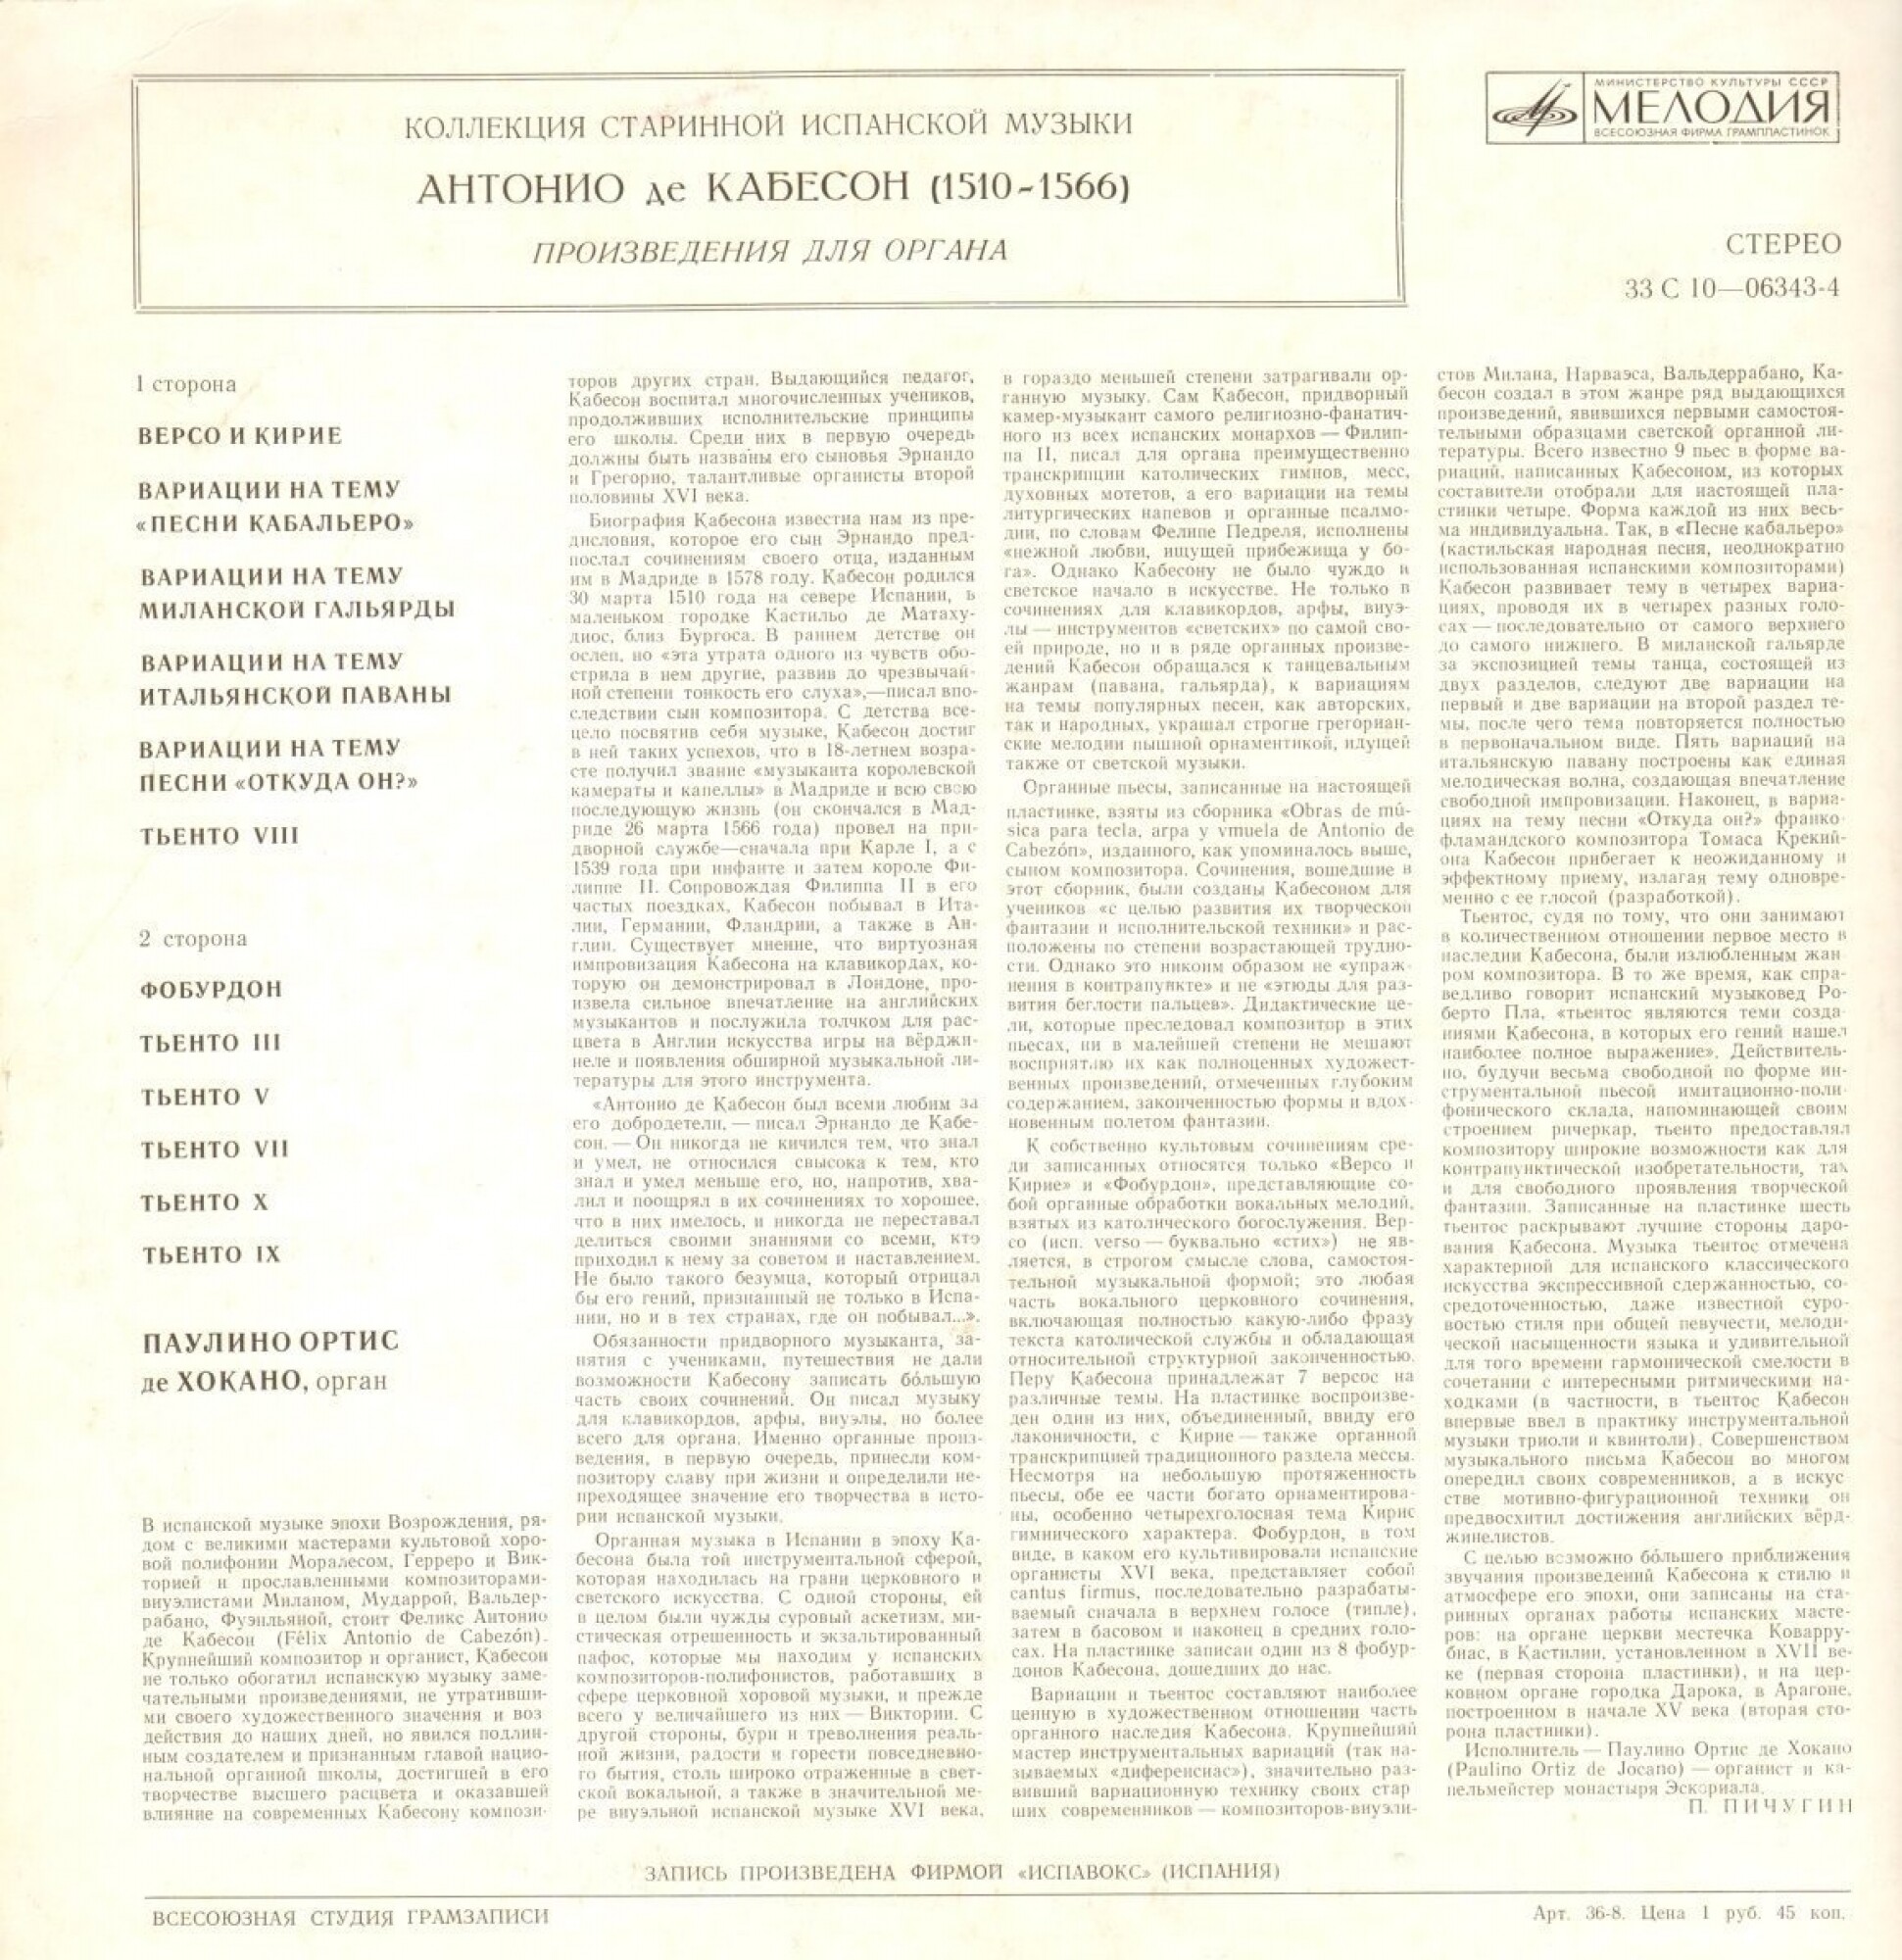 КОЛЛЕКЦИЯ СТАРИННОЙ ИСПАНСКОЙ МУЗЫКИ
АНТОНИО де КАБЕСОН (1510-1566)
ПРОИЗВЕДЕНИЯ ДЛЯ ОРГАНА
МИНИСТЕРСТВО КУЛЬТУРЫ СССР
МЕЛОДИЯ
ВСЕСОЮЗНАЯ ФИРМА ГРАМПЛАСТИНОК
СТЕРЕО
33 С 10—06343-4
1 сторона
ВЕРСО И КИРИЕ
ВАРИАЦИИ НА ТЕМУ
«ПЕСНИ КАБАЛЬЕРО»
ВАРИАЦИИ НА ТЕМУ
МИЛАНСКОЙ ГАЛЬЯРДЫ
ВАРИАЦИИ НА ТЕМУ
ИТАЛЬЯНСКОЙ ПАВАНЫ
ВАРИАЦИИ НА ТЕМУ
ПЕСНИ «ОТКУДА ОН?»
ТЬЕНТО VIII
2 сторона
ФОБУРДОН
ТЬЕНТО III
ТЬЕНТО V
ТЬЕНТО VII
ТЬЕНТО X
ТЬЕНТО IX
ПАУЛИНО ОРТИС
де ХОКАНО, орган
В испанской музыке эпохи Возрождения, ря-
дом с великими мастерами культовой хоро-
вой полифонии Моралесом, Герреро и Вик-
торией и прославленными композиторами-
виуэлистами Миланом, Мударрой, Вальдер-
рабано, Фуэнльяной, стоит Феликс Антонио
де Кабесон (Félix Antonio de Cabezón).
Крупнейший композитор и органист, Кабесон
не только обогатил испанскую музыку заме-
чательными произведениями, не утративши-
ми своего художественного значения и воз
действия до наших дней, но явился подлин-
ным создателем и признанным главой нацио-
нальной органной школы, достигшей в его
творчестве высшего расцвета и оказавшей
влияние на современных Кабесону компози-
торов других стран. Выдающийся педагог,
Кабесон воспитал многочисленных учеников,
продолживших исполнительские принципы
его школы. Среди них в первую очередь
должны быть названы его сыновья Эрнандо
и Грегорио, талантливые органисты второй
половины XVI века.
Биография Кабесона известна нам из пре-
дисловия, которое его сын Эрнандо пред-
послал сочинениям своего отца, изданным
им в Мадриде в 1578 году. Кабесон родился
30 марта 1510 года на севере Испании, в
маленьком городке Кастильо де Матаху-
диос, близ Бургоса. В раннем детстве он
ослеп, но «эта утрата одного из чувств обо-
стрила в нем другие, развив до чрезвычай-
ной степени тонкость его слуха»,—писал впо-
следствии сын композитора. С детства все-
цело посвятив себя музыке, Кабесон достиг
в ней таких успехов, что в 18-летнем возра-
сте получил звание «музыканта королевской
камераты и капеллы» в Мадриде и всю свою
последующую жизнь (он скончался в Мад-
риде 26 марта 1566 года) провел на при-
дворной службе—сначала при Карле I, а с
1539 года при инфанте и затем короле Фи-
липпе II. Сопровождая Филиппа II в его
частых поездках, Кабесон побывал в Ита-
лии, Германии, Фландрии, а также в Ан-
глии. Существует мнение, что виртуозная
импровизация Кабесона на клавикордах, ко-
торую он демонстрировал в Лондоне, про-
извела сильное впечатление на английских
музыкантов и послужила толчком для рас-
цвета в Англии искусства игры на вёрджи-
неле и появления обширной музыкальной ли-
тературы для этого инструмента.
«Антонио де Кабесон был всеми любим за
его добродетели, — писал Эрнандо де Кабе-
сон. — Он никогда не кичился тем, что знал
и умел, не относился свысока к тем, кто
знал и умел меньше его, но, напротив, хва-
лил и поощрял в их сочинениях то хорошее,
что в них имелось, и никогда не переставал
делиться своими знаниями со всеми, кто
приходил к нему за советом и наставлением.
Не было такого безумца, который отрицал
бы его гений, признанный не только в Испа-
нии, но и в тех странах, где он побывал...».
Обязанности придворного музыканта, за-
нятия с учениками, путешествия не дали
возможности Кабесону записать бóльшую
часть своих сочинений. Он писал музыку
для клавикордов, арфы, виуэлы, но более
всего для органа. Именно органные произ-
ведения, в первую очередь, принесли ком-
позитору славу при жизни и определили не-
преходящее значение его творчества в исто-
рии испанской музыки.
Органная музыка в Испании в эпоху Ка-
бесона была той инструментальной сферой,
которая находилась на грани церковного и
светского искусства. С одной стороны, ей
в целом были чужды суровый аскетизм, ми-
стическая отрешенность и экзальтированный
пафос, которые мы находим у испанских
композиторов-полифонистов, работавших в
сфере церковной хоровой музыки, и прежде
всего у величайшего из них — Виктории. С
другой стороны, бури и треволнения реаль-
ной жизни, радости и горести повседневно-
го бытия, столь широко отраженные в свет-
ской вокальной, а также в значительной ме-
ре виуэльной испанской музыке XVI века,
в гораздо меньшей степени затрагивали ор-
ганную музыку. Сам Кабесон, придворный
камер-музыкант самого религиозно-фанатич-
ного из всех испанских монархов — Филип-
па II, писал для органа преимущественно
транскрипции католических гимнов, месс,
духовных мотетов, а его вариации на темы
литургических напевов и органные псалмо-
дии, по словам Фелипе Педреля, исполнены
«нежной любви, ищущей прибежища у бо-
га». Однако Кабесону не было чуждо и
светское начало в искусстве. Не только в
сочинениях для клавикордов, арфы, виуэ-
лы — инструментов «светских» по самой сво-
ей природе, но и в ряде органных произве-
дений Кабесон обращался к танцевальным
жанрам (павана, гальярда), к вариациям
на темы популярных песен, как авторских,
так и народных, украшал строгие грегориан-
ские мелодии пышной орнаментикой, идущей
также от светской музыки.
Органные пьесы, записанные на настоящей
пластинке, взяты из сборника «Obras de mú-
sica para tecla, arpa y vmuela de Antonio de
Cabezón», изданного, как упоминалось выше,
сыном композитора. Сочинения, вошедшие в
этот сборник, были созданы Кабесоном для
учеников «с целью развития их творческой
фантазии и исполнительской техники» и рас-
положены по степени возрастающей трудно-
сти. Однако это никоим образом не «упраж-
нения в контрапункте» и не «этюды для раз-
вития беглости пальцев». Дидактические це-
ли, которые преследовал композитор в этих
пьесах, ни в малейшей степени не мешают
восприятию их как полноценных художест-
венных произведений, отмеченных глубоким
содержанием, законченностью формы и вдох-
новенным полетом фантазии.
К собственно культовым сочинениям сре-
ди записанных относятся только «Версо и
Кирие» и «Фобурдон», представляющие со-
бой органные обработки вокальных мелодий,
взятых из католического богослужения. Вер-
со (исп. verso — буквально «стих») не яв-
ляется, в строгом смысле слова, самостоя-
тельной музыкальной формой; это любая
часть вокального церковного сочинения,
включающая полностью какую-либо фразу
текста католической службы и обладающая
относительной структурной законченностью.
Перу Кабесона принадлежат 7 версос на
различные темы. На пластинке воспроизве-
ден один из них, объединенный, ввиду его
лаконичности, с Кирие — также органной
транскрипцией традиционного раздела мессы.
Несмотря на небольшую протяженность
пьесы, обе ее части богато орнаментирова-
ны, особенно четырехголосная тема Кирис
гимнического характера. Фобурдон, в том
виде, в каком его культивировали испанские
органисты XVI века, представляет собой
cantus firmus, последовательно разрабаты-
ваемый сначала в верхнем голосе (типле),
затем в басовом и наконец в средних голо-
сах. На пластинке записан один из 8 фобур-
донов Кабесона, дошедших до нас.
Вариации и тьентос составляют наиболее
ценную в художественном отношении часть
органного наследия Кабесона. Крупнейший
мастер инструментальных вариаций (так на-
зываемых «диференсиас»), значительно раз-
вивший вариационную технику своих стар
ших современников — композиторов-виуэли-
стов Милана, Нарваэса, Вальдеррабано, Ка-
бесон создал в этом жанре ряд выдающихся
произведений, явившихся первыми самостоя-
тельными образцами светской органной ли-
тературы. Всего известно 9 пьес в форме ва-
риаций, написанных Кабесоном, из которых
составители отобрали для настоящей пла-
стинки четыре. Форма каждой из них весь-
ма индивидуальна. Так, в «Песне кабальеро»
(кастильская народная песня, неоднократно
использованная испанскими композиторами)
Кабесон развивает тему в четырех вариа-
циях, проводя их в четырех разных голо-
сах — последовательно от самого верхнего
до самого нижнего. В миланской гальярде
за экспозицией темы танца, состоящей из
двух разделов, следуют две вариации на
первый и две вариации на второй раздел те-
мы, после чего тема повторяется полностью
в первоначальном виде. Пять вариаций на
итальянскую павану построены как единая
мелодическая волна, создающая впечатление
свободной импровизации. Наконец, в вариа-
циях на тему песни «Откуда он?» франко-
фламандского композитора Томаса Крекий-
она Кабесон прибегает к неожиданному и
эффектному приему, излагая тему одновре-
менно с ее глосой (разработкой).
Тьентос, судя по тому, что они занимают
в количественном отношении первое место в
наследии Кабесона, были излюбленным жан
ром композитора. В то же время, как спра-
ведливо говорит испанский музыковед Ро-
берто Пла, «тьентос являются теми созда-
ниями Кабесона, в которых его гений нашел
наиболее полное выражение». Действитель-
но, будучи весьма свободной по форме ин-
струментальной пьесой имитационно-поли-
фонического склада, напоминающей своим
строением ричеркар, тьенто предоставлял
композитору широкие возможности как для
контрапунктической изобретательности, так
и для свободного проявления творческой
фантазии. Записанные на пластинке шесть
тьентос раскрывают лучшие стороны даро-
вания Кабесона. Музыка тьентос отмечена
характерной для испанского классического
искусства экспрессивной сдержанностью, со-
средоточенностью, даже известной суро-
востью стиля при общей певучести, мелоди-
ческой насыщенности языка и удивительной
для того времени гармонической смелости в
сочетании с интересными ритмическими на-
ходками (в частности, в тьентос Кабесон
впервые ввел в практику инструментальной
музыки триоли и квинтоли). Совершенством
музыкального письма Кабесон во многом
опередил своих современников, а в искус
стве мотивно-фигурационной техники он
предвосхитил достижения английских вёрд-
жинелистов.
С целью возможно бóльшего приближения
звучания произведений Кабесона к стилю и
атмосфере его эпохи, они записаны на ста-
ринных органах работы испанских масте-
ров: на органе церкви местечка Коварру-
биас, в Кастилии, установленном в XVII ве-
ке (первая сторона пластинки), и на цер-
ковном органе городка Дарока, в Арагоне,
построенном в начале XV века (вторая сто-
рона пластинки).
Исполнитель — Паулино Ортис де Хокано
(Paulino Ortiz de Jocano) — органист и ка-
пельмейстер монастыря Эскориала.
П. ПИЧУГИН
ЗАПИСЬ ПРОИЗВЕДЕНА ФИРМОЙ «ИСПАВОКС» (ИСПАНИЯ)
ВСЕСОЮЗНАЯ СТУДИЯ ГРАМЗАПИСИ
Арт. 36-8. Цена 1 руб. 45 коп.